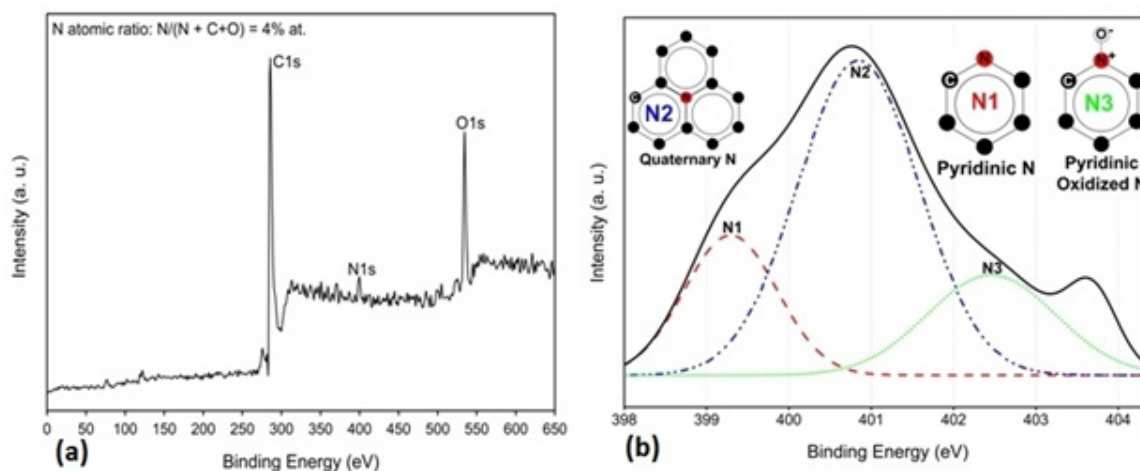 N atomic ratio: N/(N + C+O) = 4% at.
C1s
O1s
N1s
Intensity (a. u.)
0 50 100 150 200 250 300 350 400 450 500 550 600 650
Binding Energy (eV)
(a)
C
N2
Quaternary N
N2
N
C
N1
Pyridinic N
O-
N+
C
N3
Pyridinic
Oxidized N
N1
N3
Intensity (a. u.)
398 399 400 401 402 403 404
Binding Energy (eV)
(b)